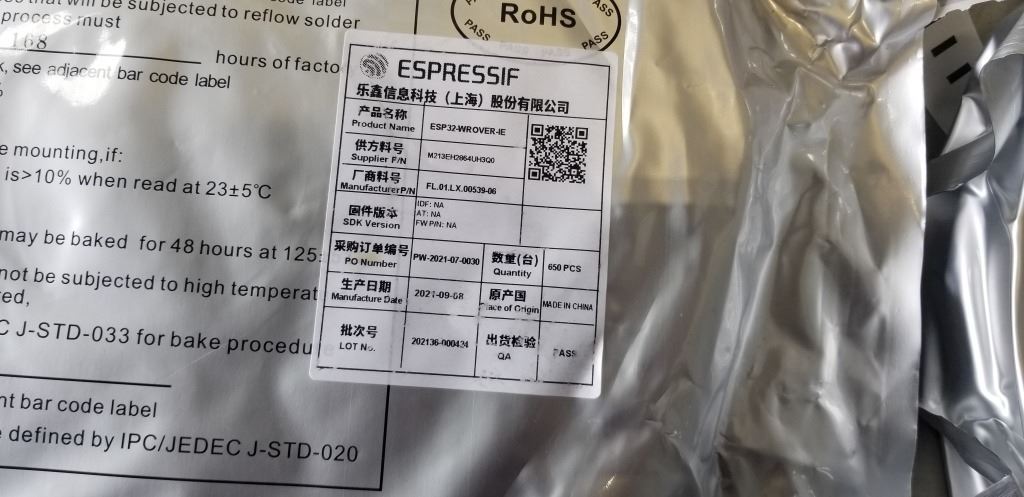 that will be subjected to reflow solder
process must
168
hours of facto
k, see adjacent bar code label
e mounting,if:
is>10% when read at 23±5℃
may be baked for 48 hours at 125
not be subjected to high temperat
red,
C J-STD-033 for bake procedu
nt bar code label
e defined by IPC/JEDEC J-STD-020
RoHS
PASS
PASS
PASS
PASS
PASS
ESPRESSIF
乐鑫信息科技（上海）股份有限公司
产品名称
Product Name
ESP32-WROVER-IE
供方料号
Supplier P/N
M213EH2864UH3Q0
厂商料号
Manufacturer P/N
FL.01.LX.00539-06
固件版本
SDK Version
IDF: NA
AT: NA
FW P/N: NA
采购订单编号
PO Number
PW-2021-07-0030
数量(台)
Quantity
650 PCS
生产日期
Manufacture Date
2021-09-08
原产国
Place of Origin
MADE IN CHINA
批次号
LOT No.
202136-000424
出货检验
QA
PASS